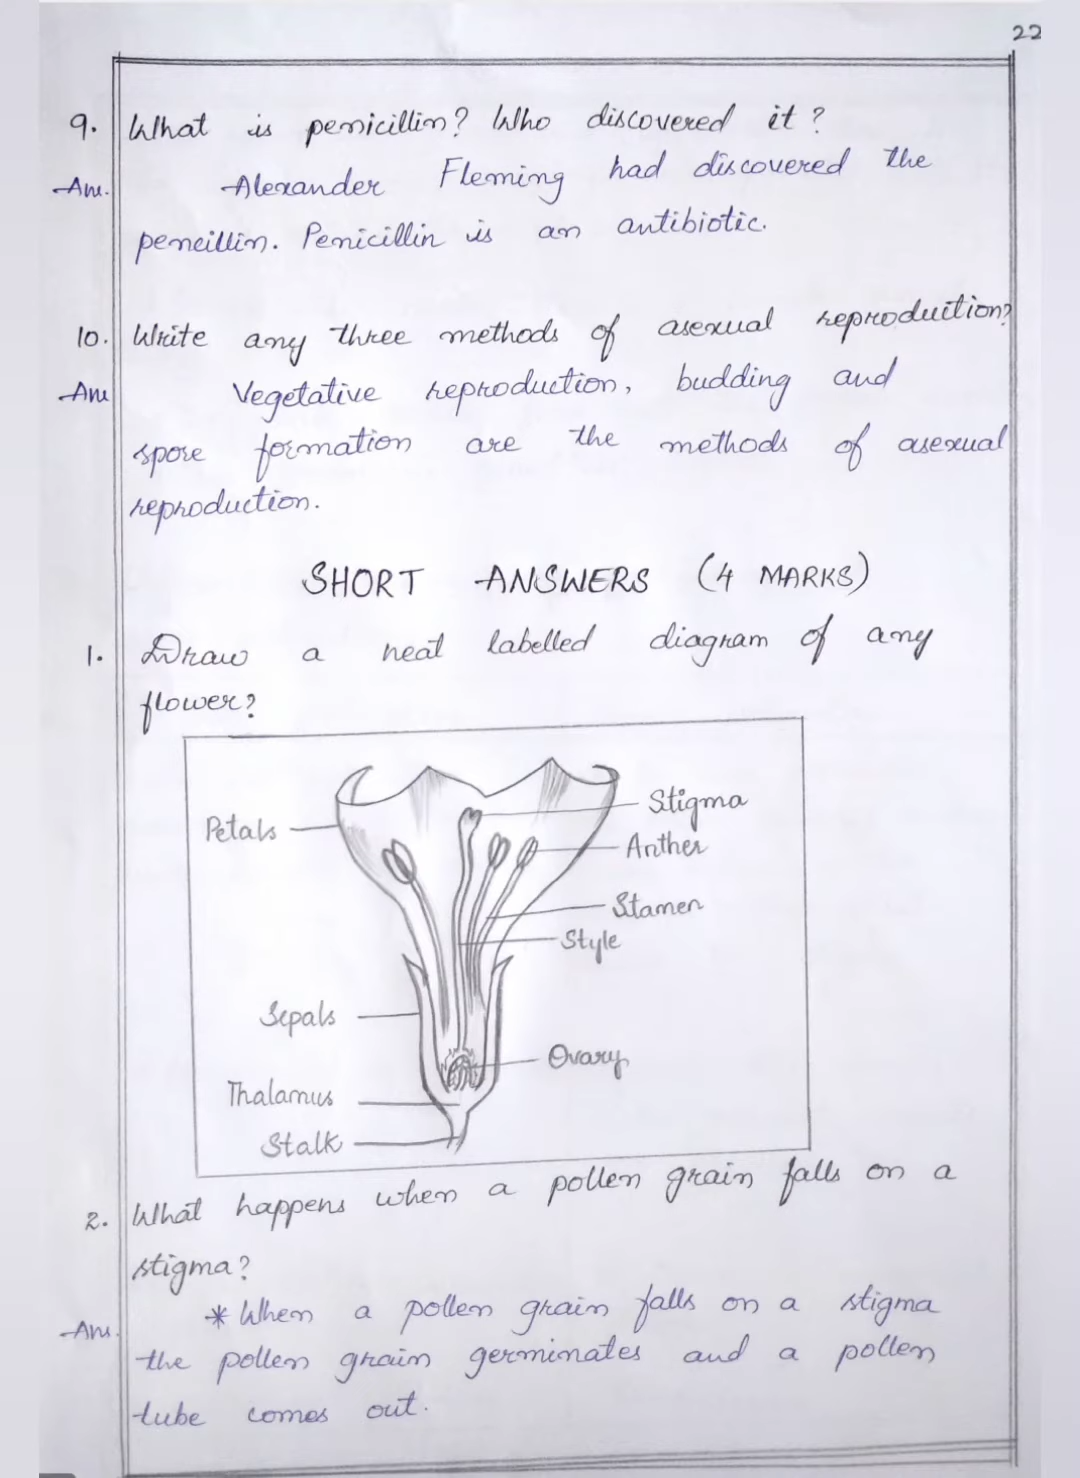 22
9. What is penicillin? Who discovered it?
Ans. Alexander Fleming had discovered the
pencillin. Penicillin is an antibiotic.
10. Write any three methods of asexual reproduction?
Ans Vegetative reproduction, budding and
spore formation are the methods of asexual
reproduction.
SHORT ANSWERS (4 MARKS)
1. Draw a neat labelled diagram of any
flower?
Petals
Stigma
Anther
Stamen
Style
Sepals
Ovary
Thalamus
Stalk
2. What happens when a pollen grain falls on a
stigma?
Ans. * When a pollen grain falls on a stigma
the pollen grain germinates and a pollen
tube comes out.